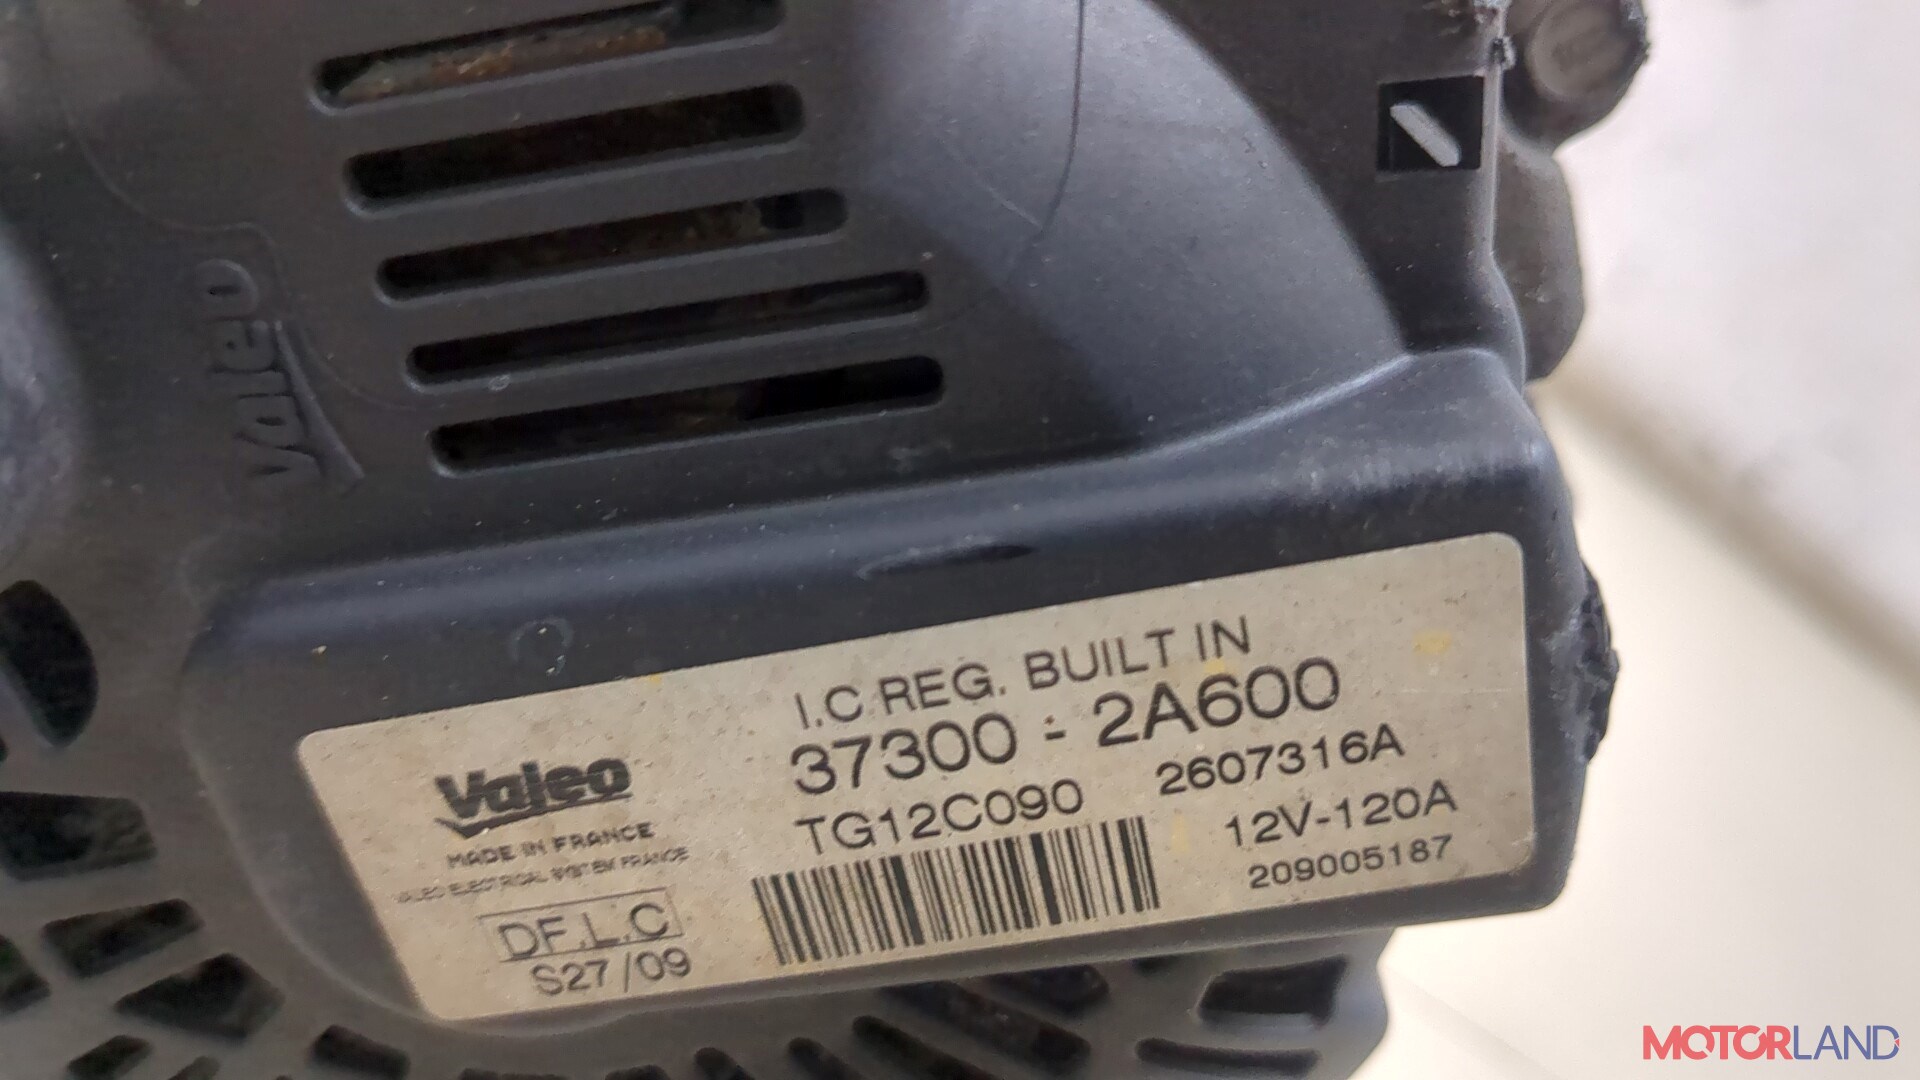 Valeo
I.C REG. BUILT IN
37300 - 2A600
TG12C090 2607316A
12V-120A
209005187
Valeo
MADE IN FRANCE
VALEO ELECTRICAL SYSTEM FRANCE
DF.L.C
S27/09
MOTORLAND